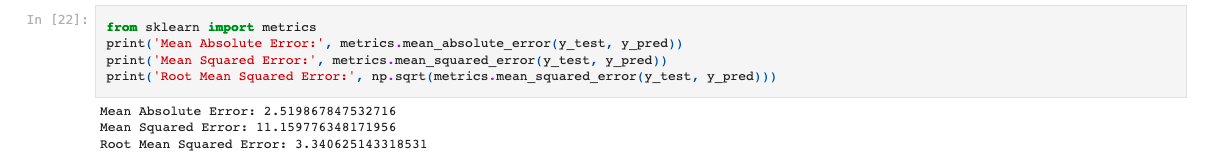 In [22]:
from sklearn import metrics
print('Mean Absolute Error:', metrics.mean_absolute_error(y_test, y_pred))
print('Mean Squared Error:', metrics.mean_squared_error(y_test, y_pred))
print('Root Mean Squared Error:', np.sqrt(metrics.mean_squared_error(y_test, y_pred)))
Mean Absolute Error: 2.519867847532716
Mean Squared Error: 11.159776348171956
Root Mean Squared Error: 3.340625143318531